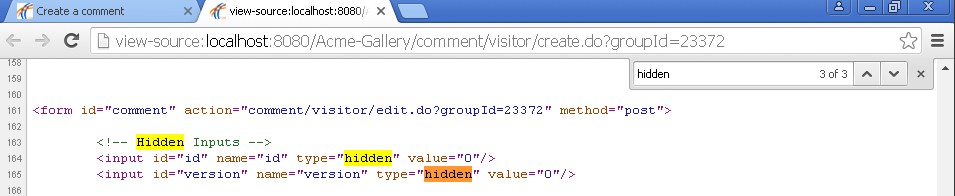 Create a comment
view-source:localhost:8080/
view-source:localhost:8080/Acme-Gallery/comment/visitor/create.do?groupId=23372
hidden 3 of 3
158
159
160
161 <form id="comment" action="comment/visitor/edit.do?groupId=23372" method="post">
162
163 <!-- Hidden Inputs -->
164 <input id="id" name="id" type="hidden" value="0"/>
165 <input id="version" name="version" type="hidden" value="0"/>